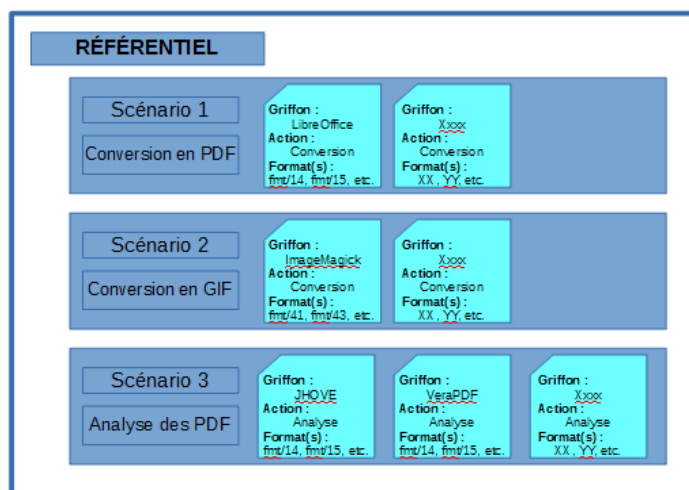 RÉFÉRENTIEL
Scénario 1
Conversion en PDF
Griffon :
LibreOffice
Action :
Conversion
Format(s) :
fmt/14, fmt/15, etc.
Griffon :
Xxxx
Action :
Conversion
Format(s) :
XX , YY, etc.
Scénario 2
Conversion en GIF
Griffon :
ImageMagick
Action :
Conversion
Format(s) :
fmt/41, fmt/43, etc.
Griffon :
Xxxx
Action :
Conversion
Format(s) :
XX , YY, etc.
Scénario 3
Analyse des PDF
Griffon :
JHOVE
Action :
Analyse
Format(s) :
fmt/14, fmt/15, etc.
Griffon :
VeraPDF
Action :
Analyse
Format(s) :
fmt/14, fmt/15, etc.
Griffon :
Xxxx
Action :
Analyse
Format(s) :
XX , YY, etc.